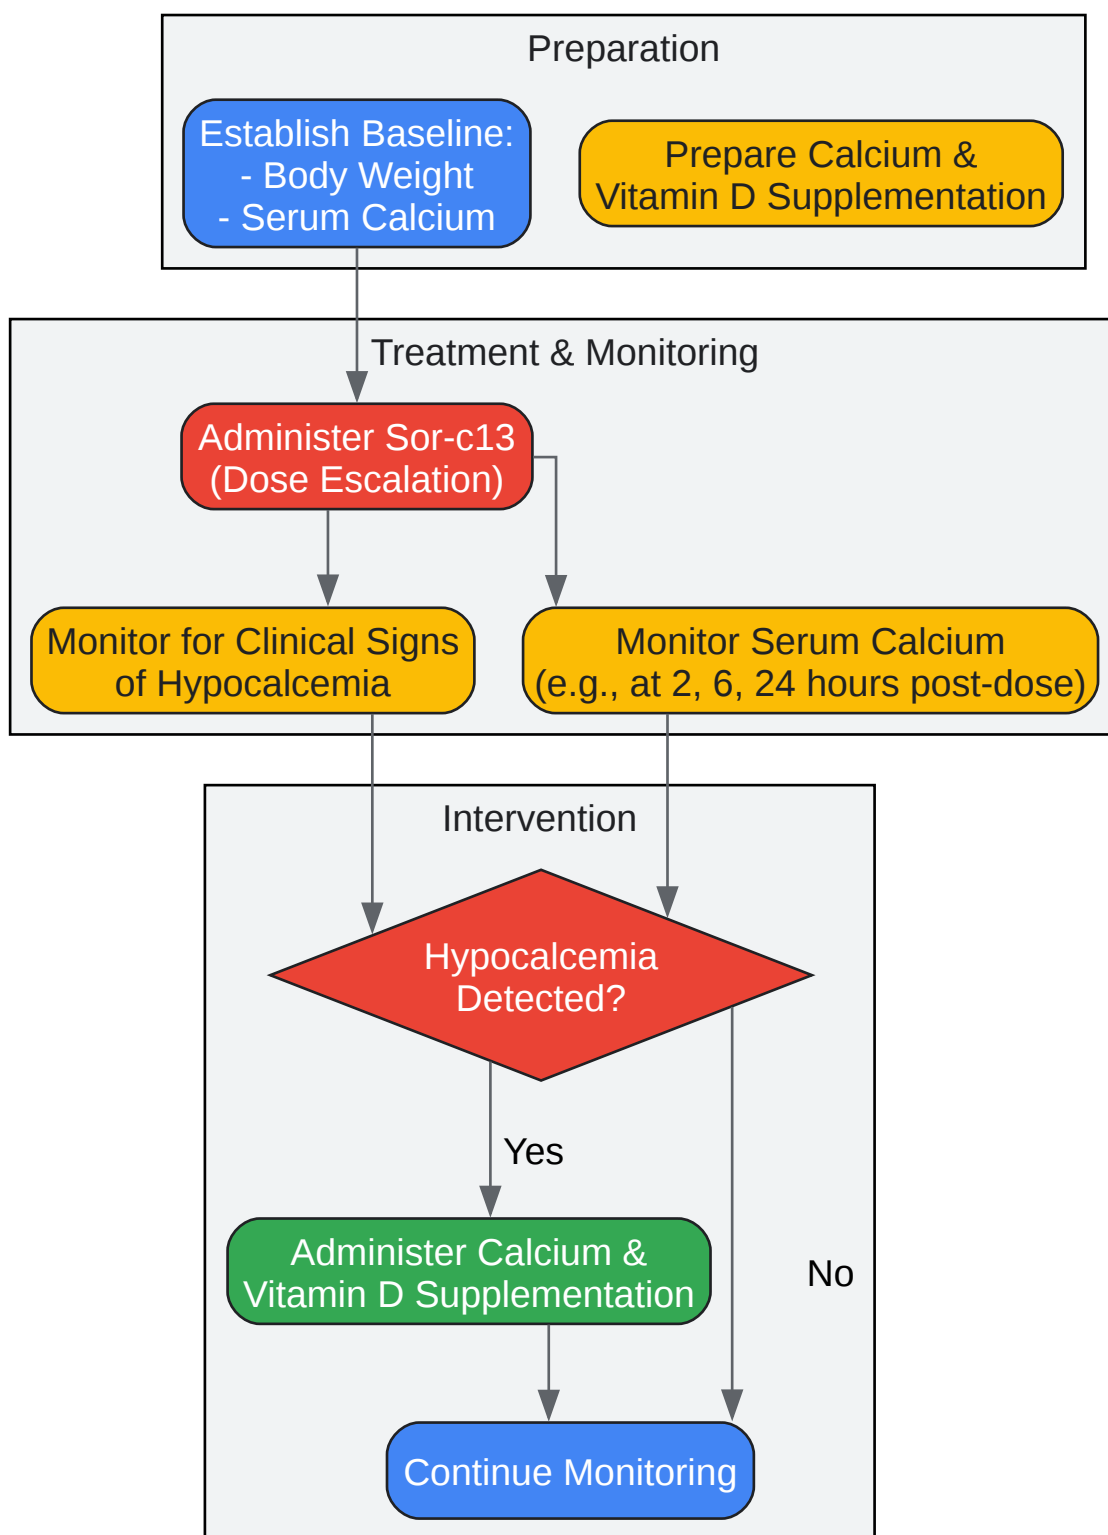 Preparation
Establish Baseline:
- Body Weight
- Serum Calcium
Prepare Calcium &
Vitamin D Supplementation
Treatment & Monitoring
Administer Sor-c13
(Dose Escalation)
Monitor for Clinical Signs
of Hypocalcemia
Monitor Serum Calcium
(e.g., at 2, 6, 24 hours post-dose)
Intervention
Hypocalcemia
Detected?
Yes
Administer Calcium &
Vitamin D Supplementation
No
Continue Monitoring